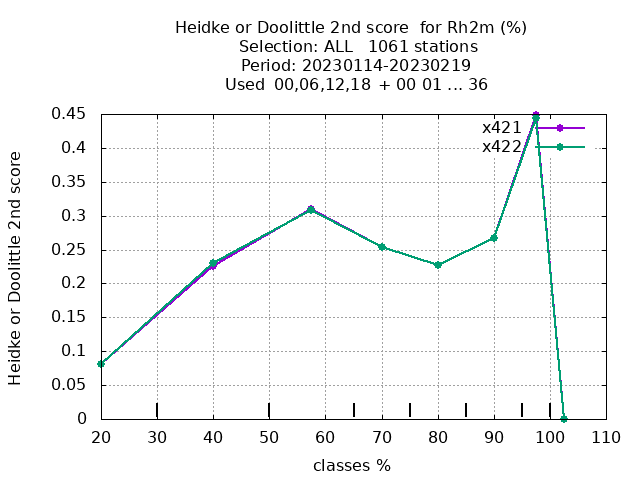 Heidke or Doolittle 2nd score  for Rh2m (%)
Selection: ALL   1061 stations
Period: 20230114-20230219
Used  00,06,12,18  + 00 01 ... 36
Heidke or Doolittle 2nd score
0.45
0.4
0.35
0.3
0.25
0.2
0.15
0.1
0.05
0
x421
x422
20 30 40 50 60 70 80 90 100 110
classes %